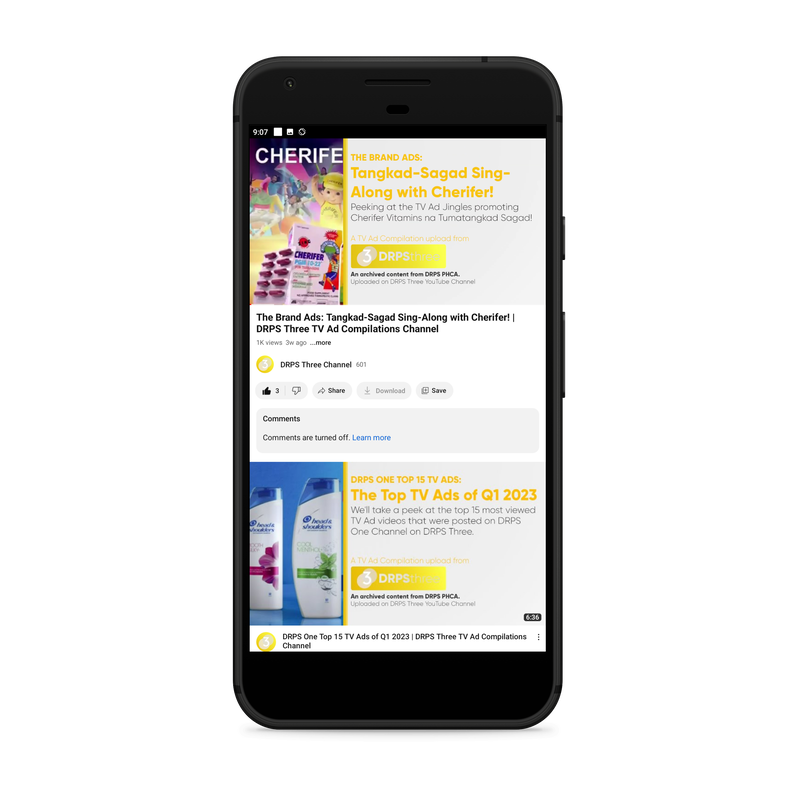 9:07
CHERIFE
THE BRAND ADS:
Tangkad-Sagad Sing-
Along with Cherifer!
Peeking at the TV Ad Jingles promoting
Cherifer Vitamins na Tumatangkad Sagad!
CHERIFER
A TV Ad Compilation upload from
3 DRPSthree
An archived content from DRPS PHCA.
Uploaded on DRPS Three YouTube Channel
The Brand Ads: Tangkad-Sagad Sing-Along with Cherifer! |
DRPS Three TV Ad Compilations Channel
1K views 3w ago ...more
3 DRPS Three Channel 601
3 Share Download Save
Comments
Comments are turned off. Learn more
DRPS ONE TOP 15 TV ADS:
The Top TV Ads of Q1 2023
We'll take a peek at the top 15 most viewed
TV Ad videos that were posted on DRPS
One Channel on DRPS Three.
head&
shoulders
head&
shoulders
COOL
MENTHOL
A TV Ad Compilation upload from
3 DRPSthree
An archived content from DRPS PHCA.
Uploaded on DRPS Three YouTube Channel
6:36
3 DRPS One Top 15 TV Ads of Q1 2023 | DRPS Three TV Ad Compilations
Channel